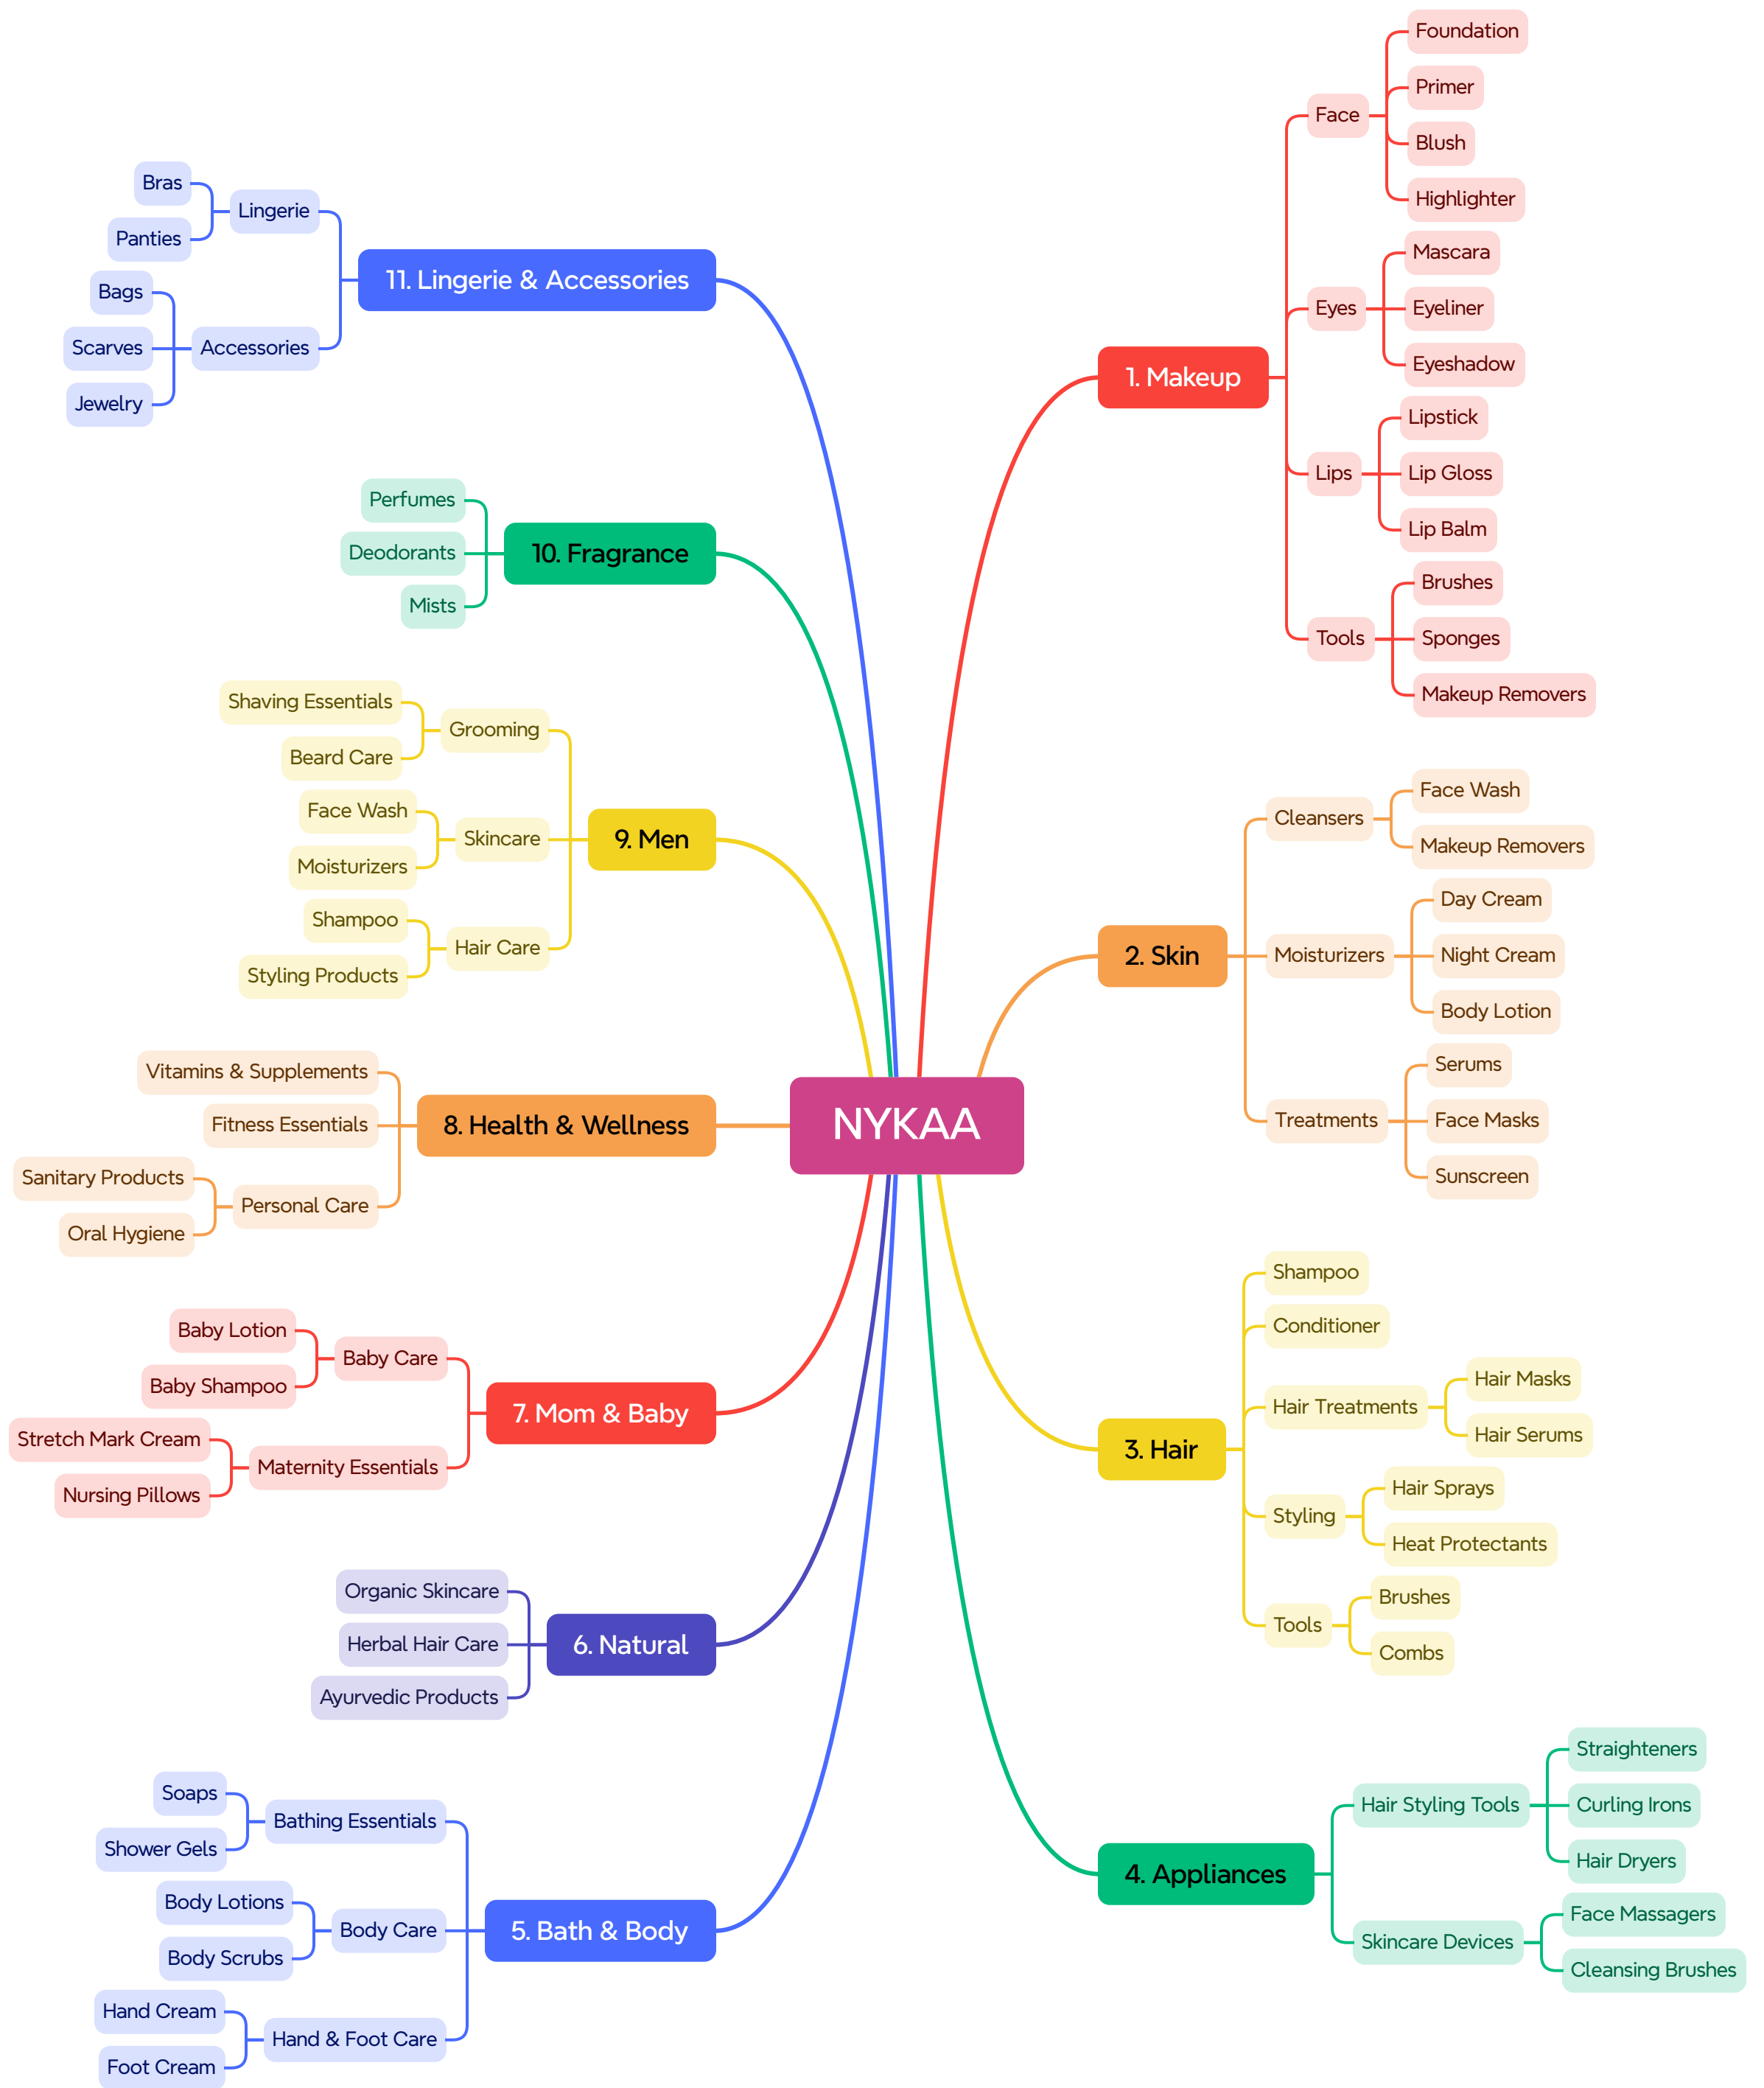 NYKAA
1. Makeup
Face
Foundation
Primer
Blush
Highlighter
Eyes
Mascara
Eyeliner
Eyeshadow
Lips
Lipstick
Lip Gloss
Lip Balm
Tools
Brushes
Sponges
Makeup Removers
2. Skin
Cleansers
Face Wash
Makeup Removers
Moisturizers
Day Cream
Night Cream
Body Lotion
Treatments
Serums
Face Masks
Sunscreen
3. Hair
Shampoo
Conditioner
Hair Treatments
Hair Masks
Hair Serums
Styling
Hair Sprays
Heat Protectants
Tools
Brushes
Combs
4. Appliances
Hair Styling Tools
Straighteners
Curling Irons
Hair Dryers
Skincare Devices
Face Massagers
Cleansing Brushes
5. Bath & Body
Bathing Essentials
Soaps
Shower Gels
Body Care
Body Lotions
Body Scrubs
Hand & Foot Care
Hand Cream
Foot Cream
6. Natural
Organic Skincare
Herbal Hair Care
Ayurvedic Products
7. Mom & Baby
Baby Care
Baby Lotion
Baby Shampoo
Maternity Essentials
Stretch Mark Cream
Nursing Pillows
8. Health & Wellness
Vitamins & Supplements
Fitness Essentials
Personal Care
Sanitary Products
Oral Hygiene
9. Men
Grooming
Shaving Essentials
Beard Care
Skincare
Face Wash
Moisturizers
Hair Care
Shampoo
Styling Products
10. Fragrance
Perfumes
Deodorants
Mists
11. Lingerie & Accessories
Lingerie
Bras
Panties
Accessories
Bags
Scarves
Jewelry